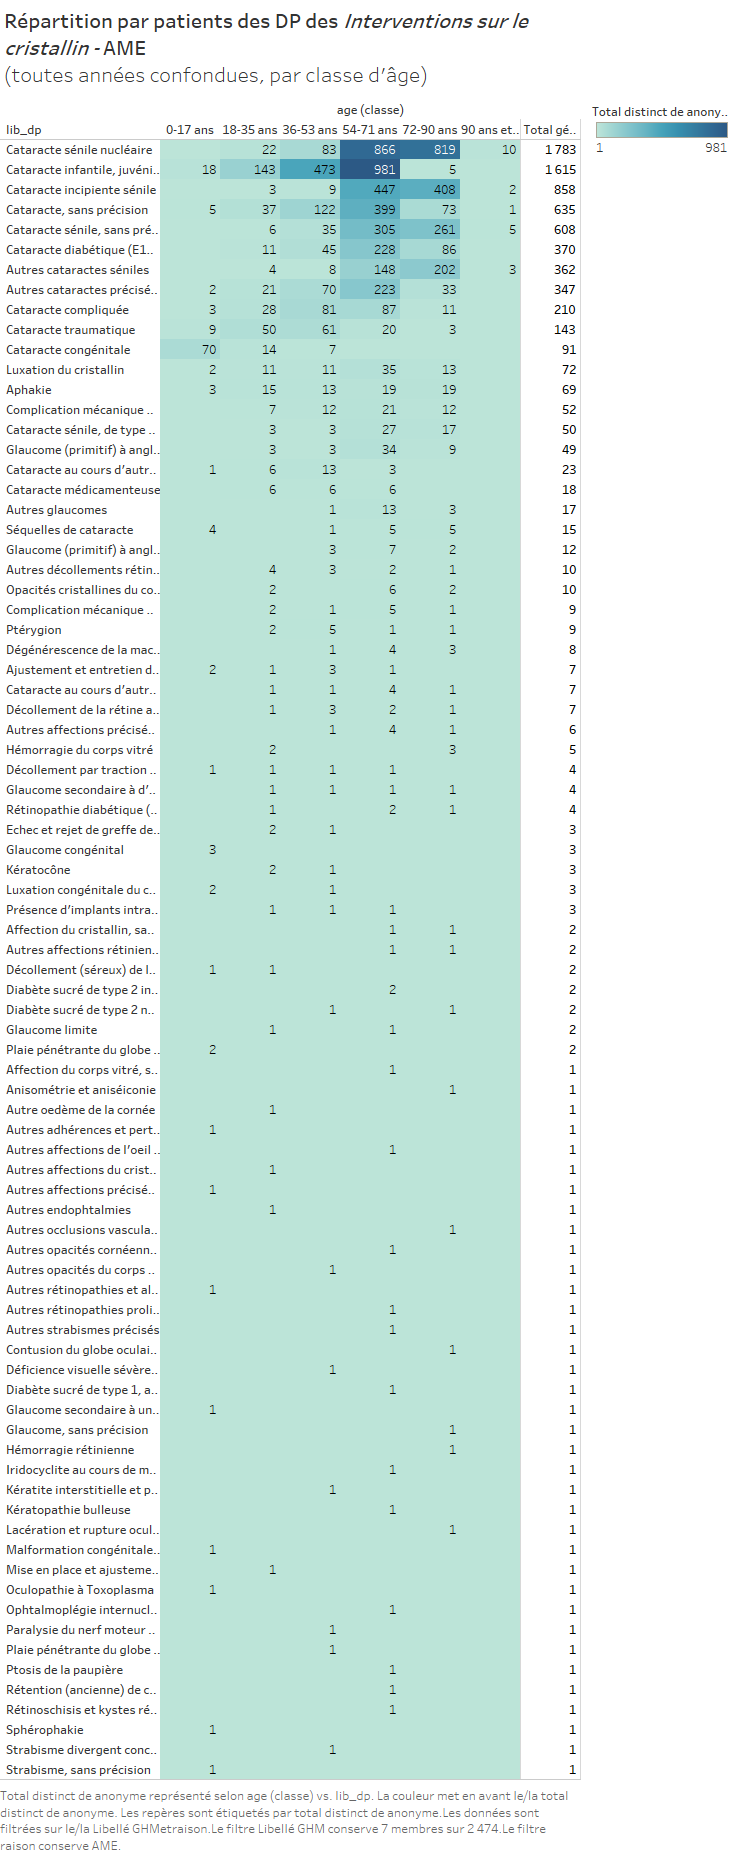 Répartition par patients des DP des Interventions sur le
cristallin - AME
(toutes années confondues, par classe d'âge)
age (classe)
lib_dp 0-17 ans 18-35 ans 36-53 ans 54-71 ans 72-90 ans 90 ans et.. Total gé..
Total distinct de anony..
1 981
Cataracte sénile nucléaire 22 83 866 819 10 1 783
Cataracte infantile, juvéni.. 18 143 473 981 5 1 615
Cataracte incipiente sénile 3 9 447 408 2 858
Cataracte, sans précision 5 37 122 399 73 1 635
Cataracte sénile, sans pré.. 6 35 305 261 5 608
Cataracte diabétique (E1.. 11 45 228 86 370
Autres cataractes séniles 4 8 148 202 3 362
Autres cataractes précisé.. 2 21 70 223 33 347
Cataracte compliquée 3 28 81 87 11 210
Cataracte traumatique 9 50 61 20 3 143
Cataracte congénitale 70 14 7 91
Luxation du cristallin 2 11 11 35 13 72
Aphakie 3 15 13 19 19 69
Complication mécanique .. 7 12 21 12 52
Cataracte sénile, de type .. 3 3 27 17 50
Glaucome (primitif) à angl.. 3 3 34 9 49
Cataracte au cours d'autr.. 1 6 13 3 23
Cataracte médicamenteuse 6 6 6 18
Autres glaucomes 1 13 3 17
Séquelles de cataracte 4 1 5 5 15
Glaucome (primitif) à angl.. 3 7 2 12
Autres décollements rétin.. 4 3 2 1 10
Opacités cristallines du co.. 2 6 2 10
Complication mécanique .. 2 1 5 1 9
Ptérygion 2 5 1 1 9
Dégénérescence de la mac.. 1 4 3 8
Ajustement et entretien d.. 2 1 3 1 7
Cataracte au cours d'autr.. 1 1 4 1 7
Décollement de la rétine a.. 1 3 2 1 7
Autres affections précisé.. 1 4 1 6
Hémorragie du corps vitré 2 3 5
Décollement par traction .. 1 1 1 1 4
Glaucome secondaire à d'.. 1 1 1 1 4
Rétinopathie diabétique (.. 1 2 1 4
Echec et rejet de greffe de.. 2 1 3
Glaucome congénital 3 3
Kératocône 2 1 3
Luxation congénitale du c.. 2 1 3
Présence d'implants intra.. 1 1 1 3
Affection du cristallin, sa.. 1 1 2
Autres affections rétinien.. 1 1 2
Décollement (séreux) de l.. 1 1 2
Diabète sucré de type 2 in.. 2 2
Diabète sucré de type 2 n.. 1 1 2
Glaucome limite 1 1 2
Plaie pénétrante du globe .. 2 2
Affection du corps vitré, s.. 1 1
Anisométrie et aniséiconie 1 1
Autre oedème de la cornée 1 1
Autres adhérences et pert.. 1 1
Autres affections de l'oeil .. 1 1
Autres affections du crist.. 1 1
Autres affections précisé.. 1 1
Autres endophtalmies 1 1
Autres occlusions vascula.. 1 1
Autres opacités cornéenn.. 1 1
Autres opacités du corps .. 1 1
Autres rétinopathies et al.. 1 1
Autres rétinopathies proli.. 1 1
Autres strabismes précisés 1 1
Contusion du globe oculai.. 1 1
Déficience visuelle sévère.. 1 1
Diabète sucré de type 1, a.. 1 1
Glaucome secondaire à un.. 1 1
Glaucome, sans précision 1 1
Hémorragie rétinienne 1 1
Iridocyclite au cours de m.. 1 1
Kératite interstitielle et p.. 1 1
Kératopathie bulleuse 1 1
Lacération et rupture ocul.. 1 1
Malformation congénitale.. 1 1
Mise en place et ajusteme.. 1 1
Oculopathie à Toxoplasma 1 1
Ophtalmoplégie internucl.. 1 1
Paralysie du nerf moteur .. 1 1
Plaie pénétrante du globe .. 1 1
Ptosis de la paupière 1 1
Rétention (ancienne) de c.. 1 1
Rétinoschisis et kystes ré.. 1 1
Sphérophakie 1 1
Strabisme divergent conc.. 1 1
Strabisme, sans précision 1 1
Total distinct de anonyme représenté selon age (classe) vs. lib_dp. La couleur met en avant le/la total
distinct de anonyme. Les repères sont étiquetés par total distinct de anonyme.Les données sont
filtrées sur le/la Libellé GHMetraison.Le filtre Libellé GHM conserve 7 membres sur 2 474.Le filtre
raison conserve AME.